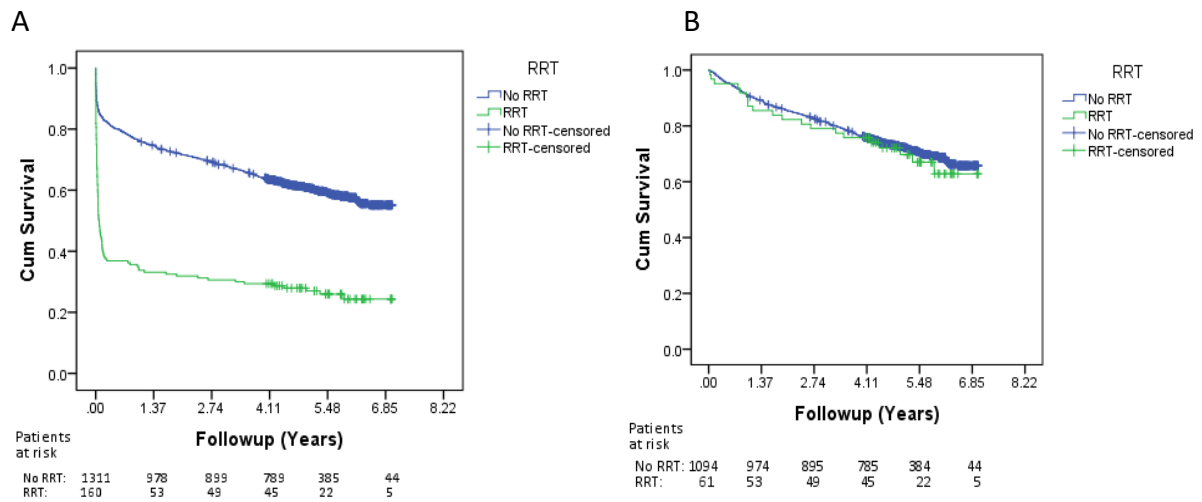 A
B
RRT
No RRT
RRT
No RRT-censored
RRT-censored
Cum Survival
1.0
0.8
0.6
0.4
0.2
0.0
.00 1.37 2.74 4.11 5.48 6.85 8.22
Followup (Years)
Patients
at risk
No RRT: 1311 978 899 789 385 44
RRT: 160 53 49 45 22 5
RRT
No RRT
RRT
No RRT-censored
RRT-censored
Cum Survival
1.0
0.8
0.6
0.4
0.2
0.0
.00 1.37 2.74 4.11 5.48 6.85 8.22
Followup (Years)
Patients
at risk
No RRT: 1094 974 895 785 384 44
RRT: 61 53 49 45 22 5